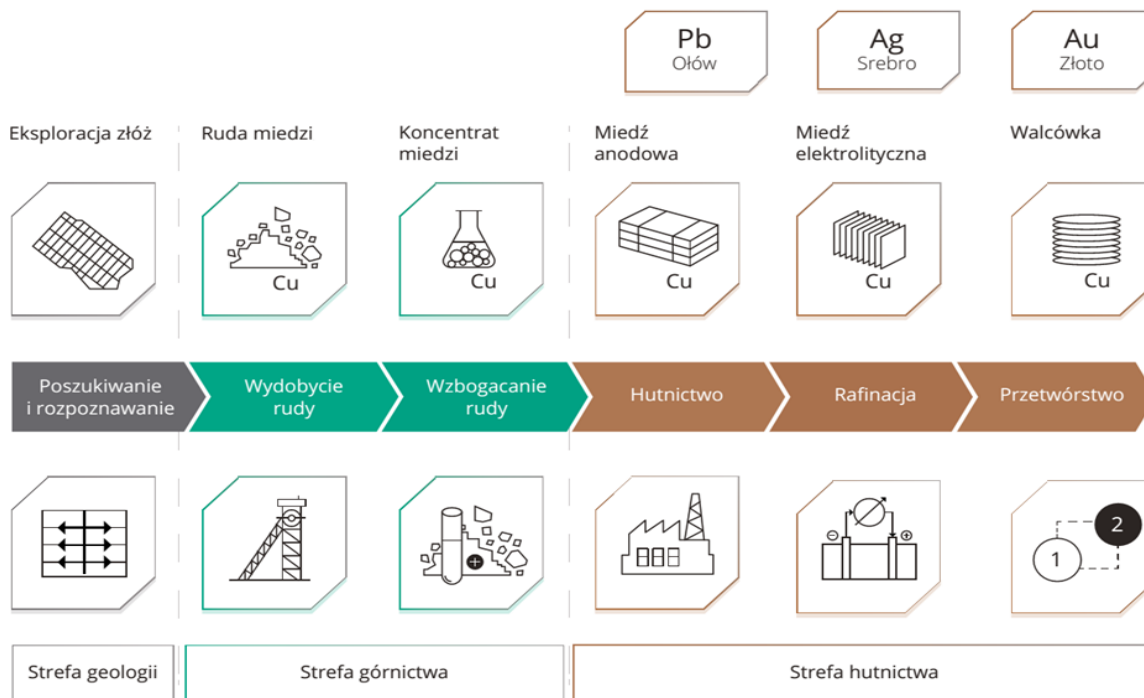 Pb
Ołów
Ag
Srebro
Au
Złoto
Eksploracja złóż
Ruda miedzi
Koncentrat
miedzi
Miedź
anodowa
Miedź
elektrolityczna
Walcówka
Cu
Cu
Cu
Cu
Cu
Poszukiwanie
i rozpoznawanie
Wydobycie
rudy
Wzbogacanie
rudy
Hutnictwo
Rafinacja
Przetwórstwo
1
2
Strefa geologii
Strefa górnictwa
Strefa hutnictwa